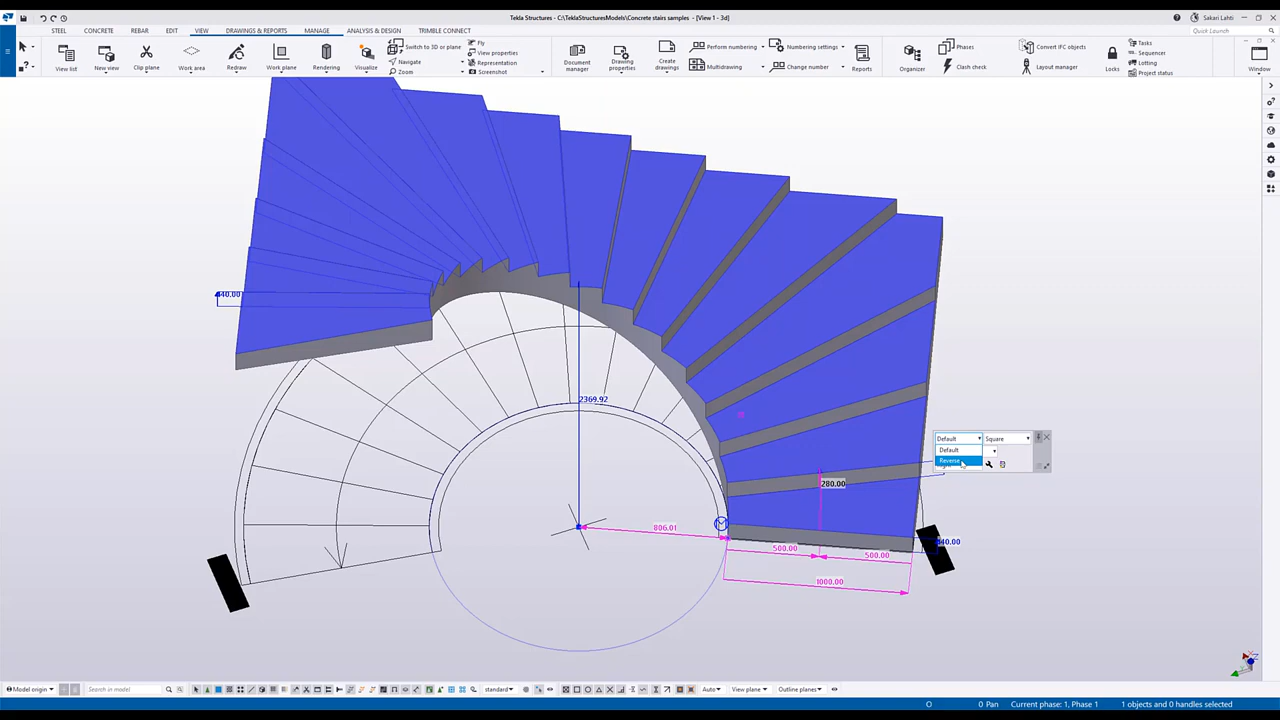 Tekla Structures - C:\TeklaStructuresModels\Concrete stairs samples - [View 1 - 3d]
Sakari Lahti
STEEL CONCRETE REBAR EDIT VIEW DRAWINGS & REPORTS MANAGE ANALYSIS & DESIGN TRIMBLE CONNECT
Quick Launch
View list
New view
Clip plane
Work area
Redraw
Work plane
Rendering
Visualize
Switch to 3D or plane
Navigate
Zoom
Fly
View properties
Representation
Screenshot
Document manager
Drawing properties
Create drawings
Perform numbering
Multidrawing
Numbering settings
Change number
Reports
Organizer
Phases
Clash check
Convert IFC objects
Layout manager
Locks
Tasks
Sequencer
Lotting
Project status
Window
2369.92
Default
Square
Default
Reverse
280.00
806.01
500.00
500.00
1000.00
Model origin
Search in model
standard
Auto
View plane
Outline planes
O
0 Pan
Current phase: 1, Phase 1
1 objects and 0 handles selected